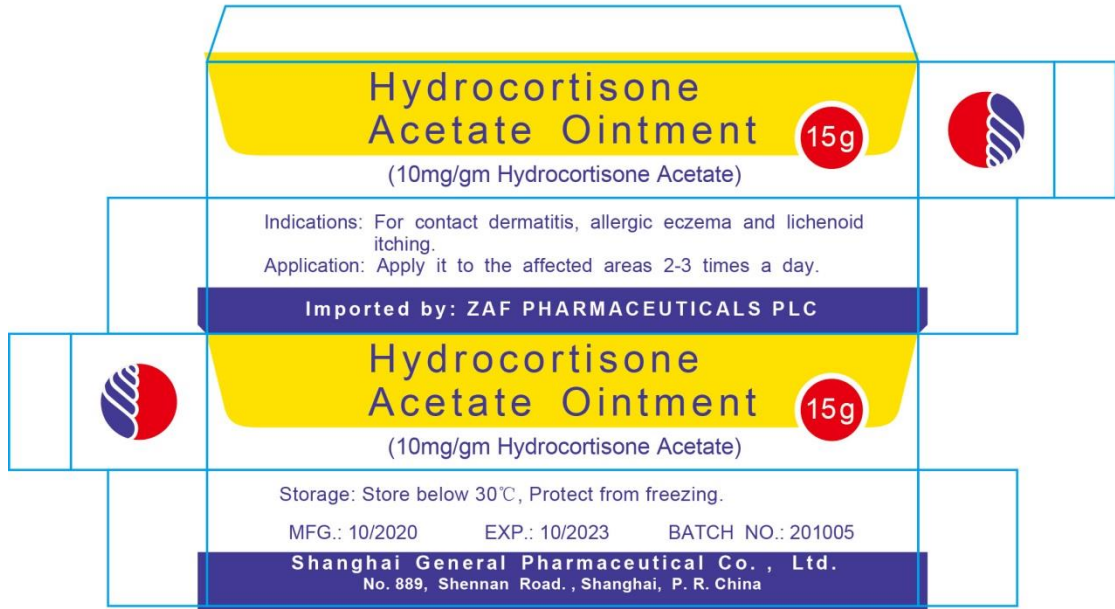 Hydrocortisone
Acetate Ointment
15g
(10mg/gm Hydrocortisone Acetate)
Indications: For contact dermatitis, allergic eczema and lichenoid
itching.
Application: Apply it to the affected areas 2-3 times a day.
Imported by: ZAF PHARMACEUTICALS PLC
Hydrocortisone
Acetate Ointment
15g
(10mg/gm Hydrocortisone Acetate)
Storage: Store below 30℃, Protect from freezing.
MFG.: 10/2020 EXP.: 10/2023 BATCH NO.: 201005
Shanghai General Pharmaceutical Co. , Ltd.
No. 889, Shennan Road. , Shanghai, P. R. China